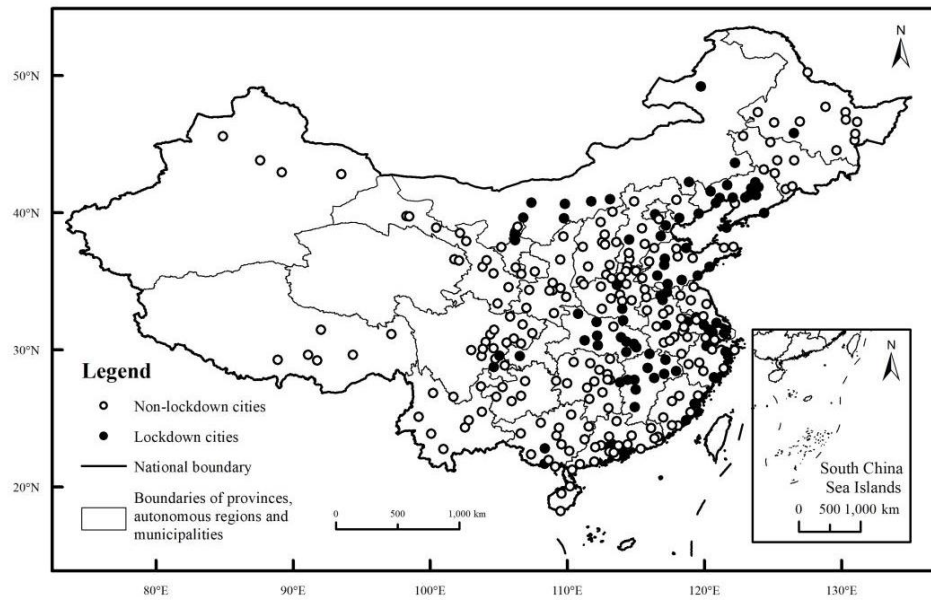 N
50°N
40°N
30°N
20°N
Legend
Non-lockdown cities
Lockdown cities
National boundary
Boundaries of provinces,
autonomous regions and
municipalities
0 500 1,000 km
N
South China
Sea Islands
0 500 1,000 km
80°E 90°E 100°E 110°E 120°E 130°E